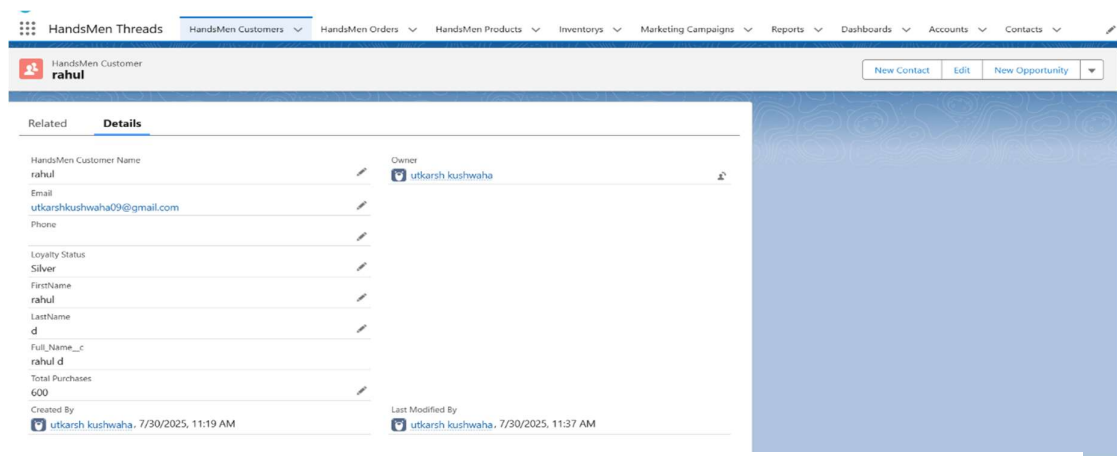 HandsMen Threads HandsMen Customers HandsMen Orders HandsMen Products Inventorys Marketing Campaigns Reports Dashboards Accounts Contacts
HandsMen Customer
rahul
New Contact Edit New Opportunity
Related Details
HandsMen Customer Name
rahul
Owner
utkarsh kushwaha
Email
utkarshkushwaha09@gmail.com
Phone
Loyalty Status
Silver
FirstName
rahul
LastName
d
Full_Name__c
rahul d
Total Purchases
600
Created By
utkarsh kushwaha, 7/30/2025, 11:19 AM
Last Modified By
utkarsh kushwaha, 7/30/2025, 11:37 AM